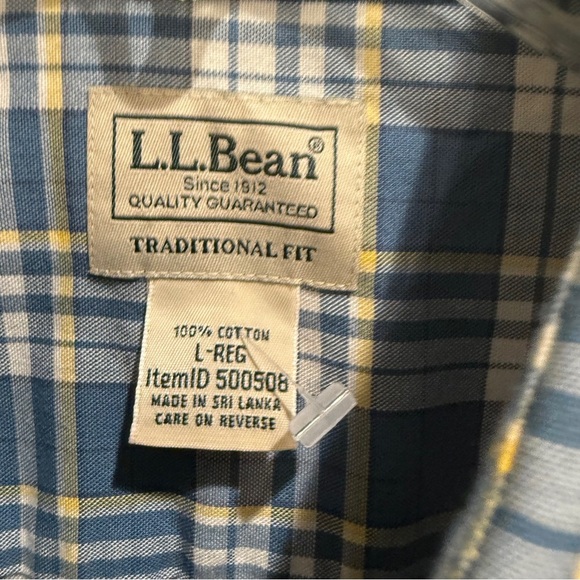 L.L.Bean®
Since 1912
QUALITY GUARANTEED
TRADITIONAL FIT
100% COTTON
L-REG
ItemID 500508
MADE IN SRI LANKA
CARE ON REVERSE